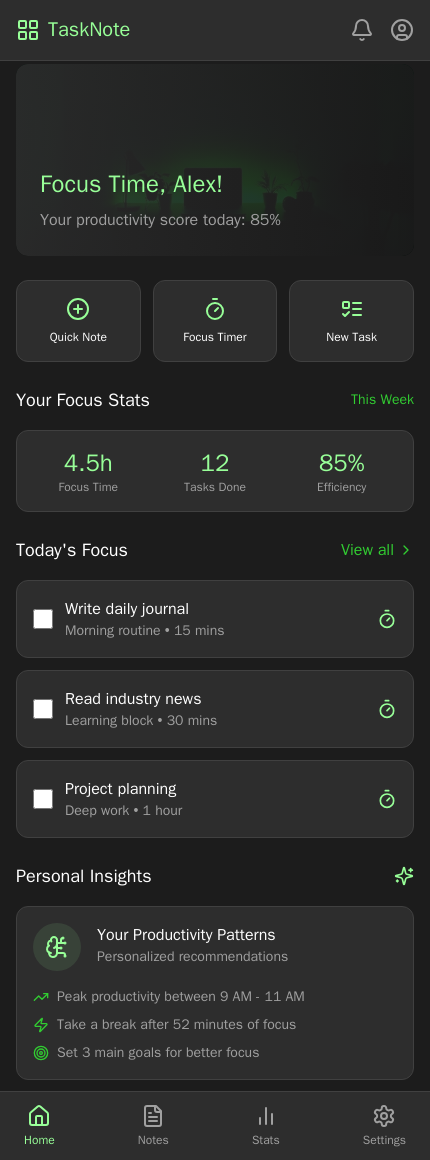 TaskNote
Focus Time, Alex!
Your productivity score today: 85%
Quick Note
Focus Timer
New Task
Your Focus Stats
This Week
4.5h
12
85%
Focus Time
Tasks Done
Efficiency
Today's Focus
View all
Write daily journal
Morning routine • 15 mins
Read industry news
Learning block • 30 mins
Project planning
Deep work • 1 hour
Personal Insights
Your Productivity Patterns
Personalized recommendations
Peak productivity between 9 AM - 11 AM
Take a break after 52 minutes of focus
Set 3 main goals for better focus
Home
Notes
Stats
Settings